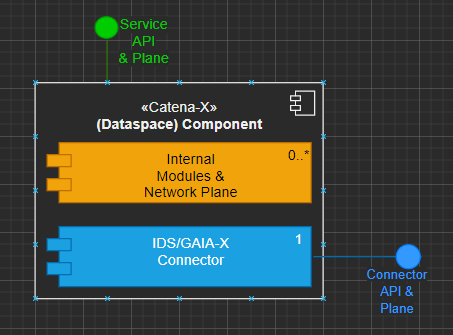 Service
API
& Plane
«Catena-X»
(Dataspace) Component
0..*
Internal
Modules &
Network Plane
1
IDS/GAIA-X
Connector
Connector
API &
Plane